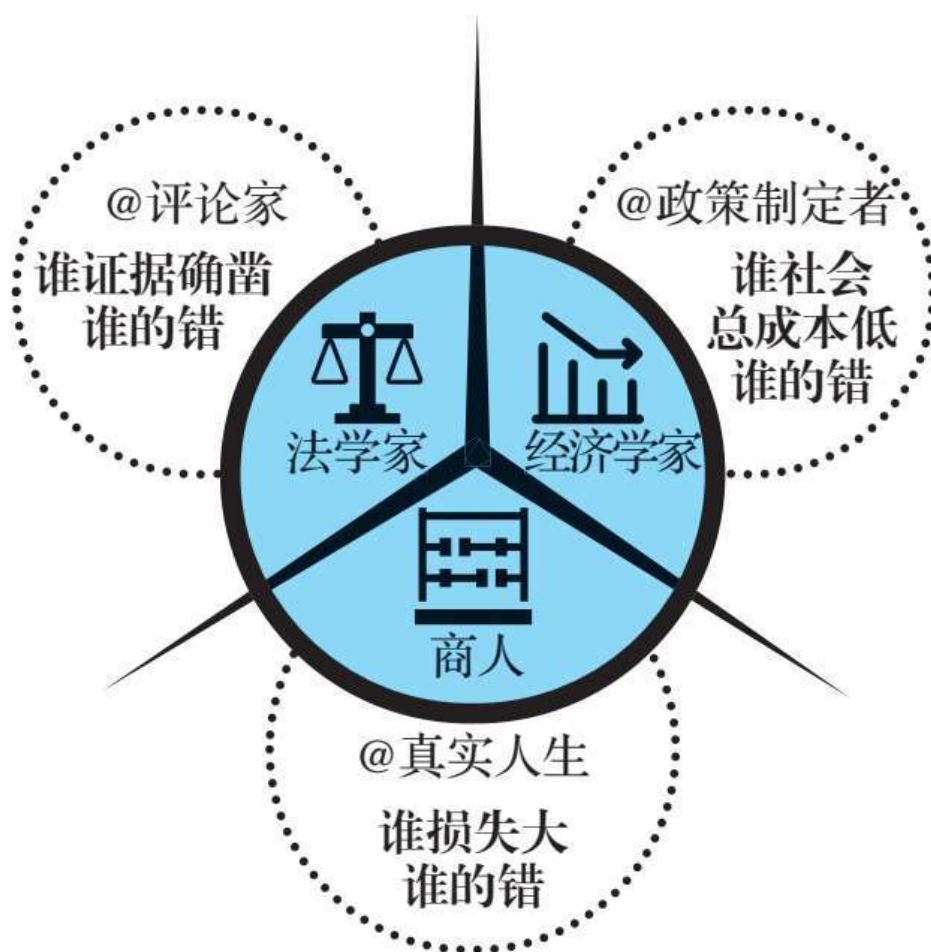 @评论家
谁证据确凿
谁的错
法学家
@政策制定者
谁社会
总成本低
谁的错
经济学家
商人
@真实人生
谁损失大
谁的错